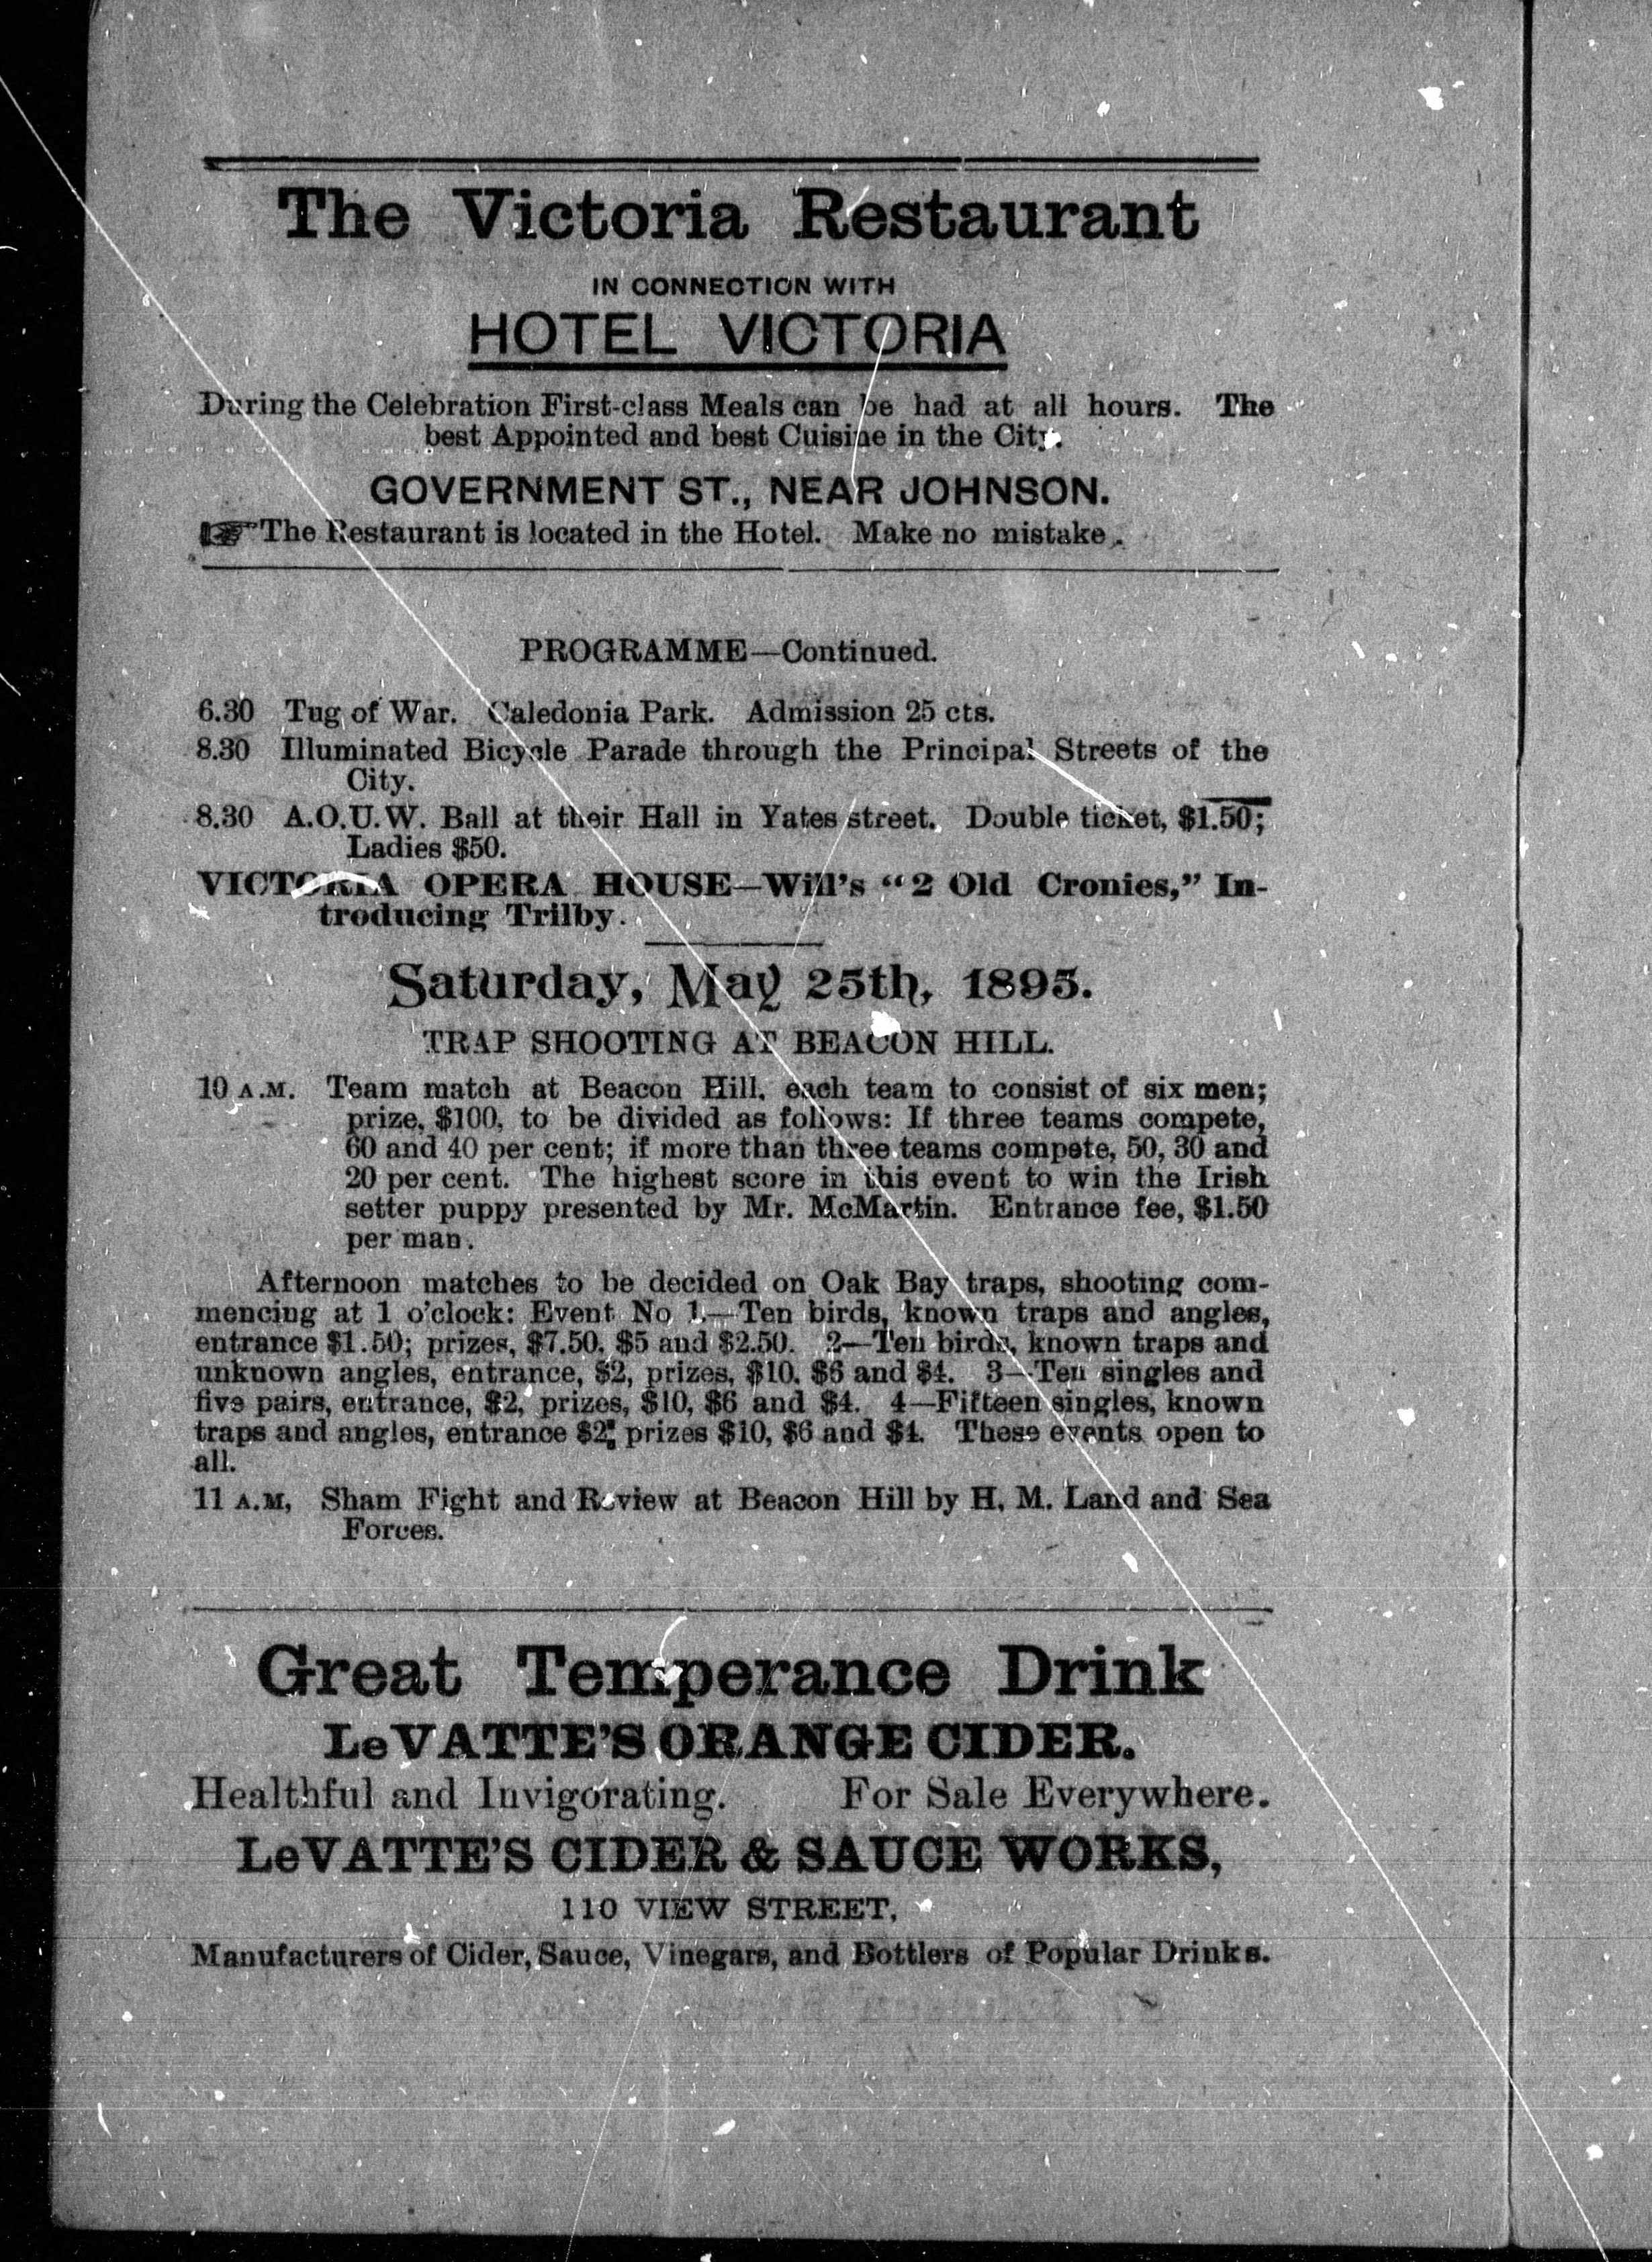 The Victoria Restaurant
IN CONNECTION WITH
HOTEL VICTORIA
During the Celebration First-class Meals can be had at all hours. The
best Appointed and best Cuisine in the City.
GOVERNMENT ST., NEAR JOHNSON.
☞The Restaurant is located in the Hotel. Make no mistake.
PROGRAMME—Continued.
6.30 Tug of War. Caledonia Park. Admission 25 cts.
8.30 Illuminated Bicycle Parade through the Principal Streets of the
City.
8.30 A.O.U.W. Ball at their Hall in Yates street. Double ticket, $1.50;
Ladies $50.
VICTORIA OPERA HOUSE—Will's "2 Old Cronies," In-
troducing Trilby.
Saturday, May 25th, 1895.
TRAP SHOOTING AT BEACON HILL.
10 A.M. Team match at Beacon Hill, each team to consist of six men;
prize, $100, to be divided as follows: If three teams compete,
60 and 40 per cent; if more than three teams compete, 50, 30 and
20 per cent. The highest score in this event to win the Irish
setter puppy presented by Mr. McMartin. Entrance fee, $1.50
per man.
Afternoon matches to be decided on Oak Bay traps, shooting com-
mencing at 1 o'clock: Event No 1.—Ten birds, known traps and angles,
entrance $1.50; prizes, $7.50, $5 and $2.50. 2—Ten birds, known traps and
unknown angles, entrance, $2, prizes, $10, $6 and $4. 3—Ten singles and
five pairs, entrance, $2, prizes, $10, $6 and $4. 4—Fifteen singles, known
traps and angles, entrance $2; prizes $10, $6 and $4. These events open to
all.
11 A.M, Sham Fight and Review at Beacon Hill by H. M. Land and Sea
Forces.
Great Temperance Drink
LeVATTE'S ORANGE CIDER.
Healthful and Invigorating. For Sale Everywhere.
LeVATTE'S CIDER & SAUCE WORKS,
110 VIEW STREET,
Manufacturers of Cider, Sauce, Vinegars, and Bottlers of Popular Drinks.